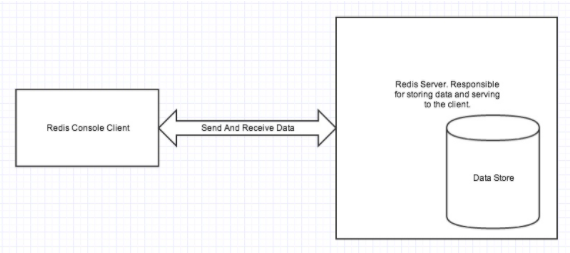 Redis Server. Responsible
for storing data and serving
to the client.
Redis Console Client
Send And Receive Data
Data Store